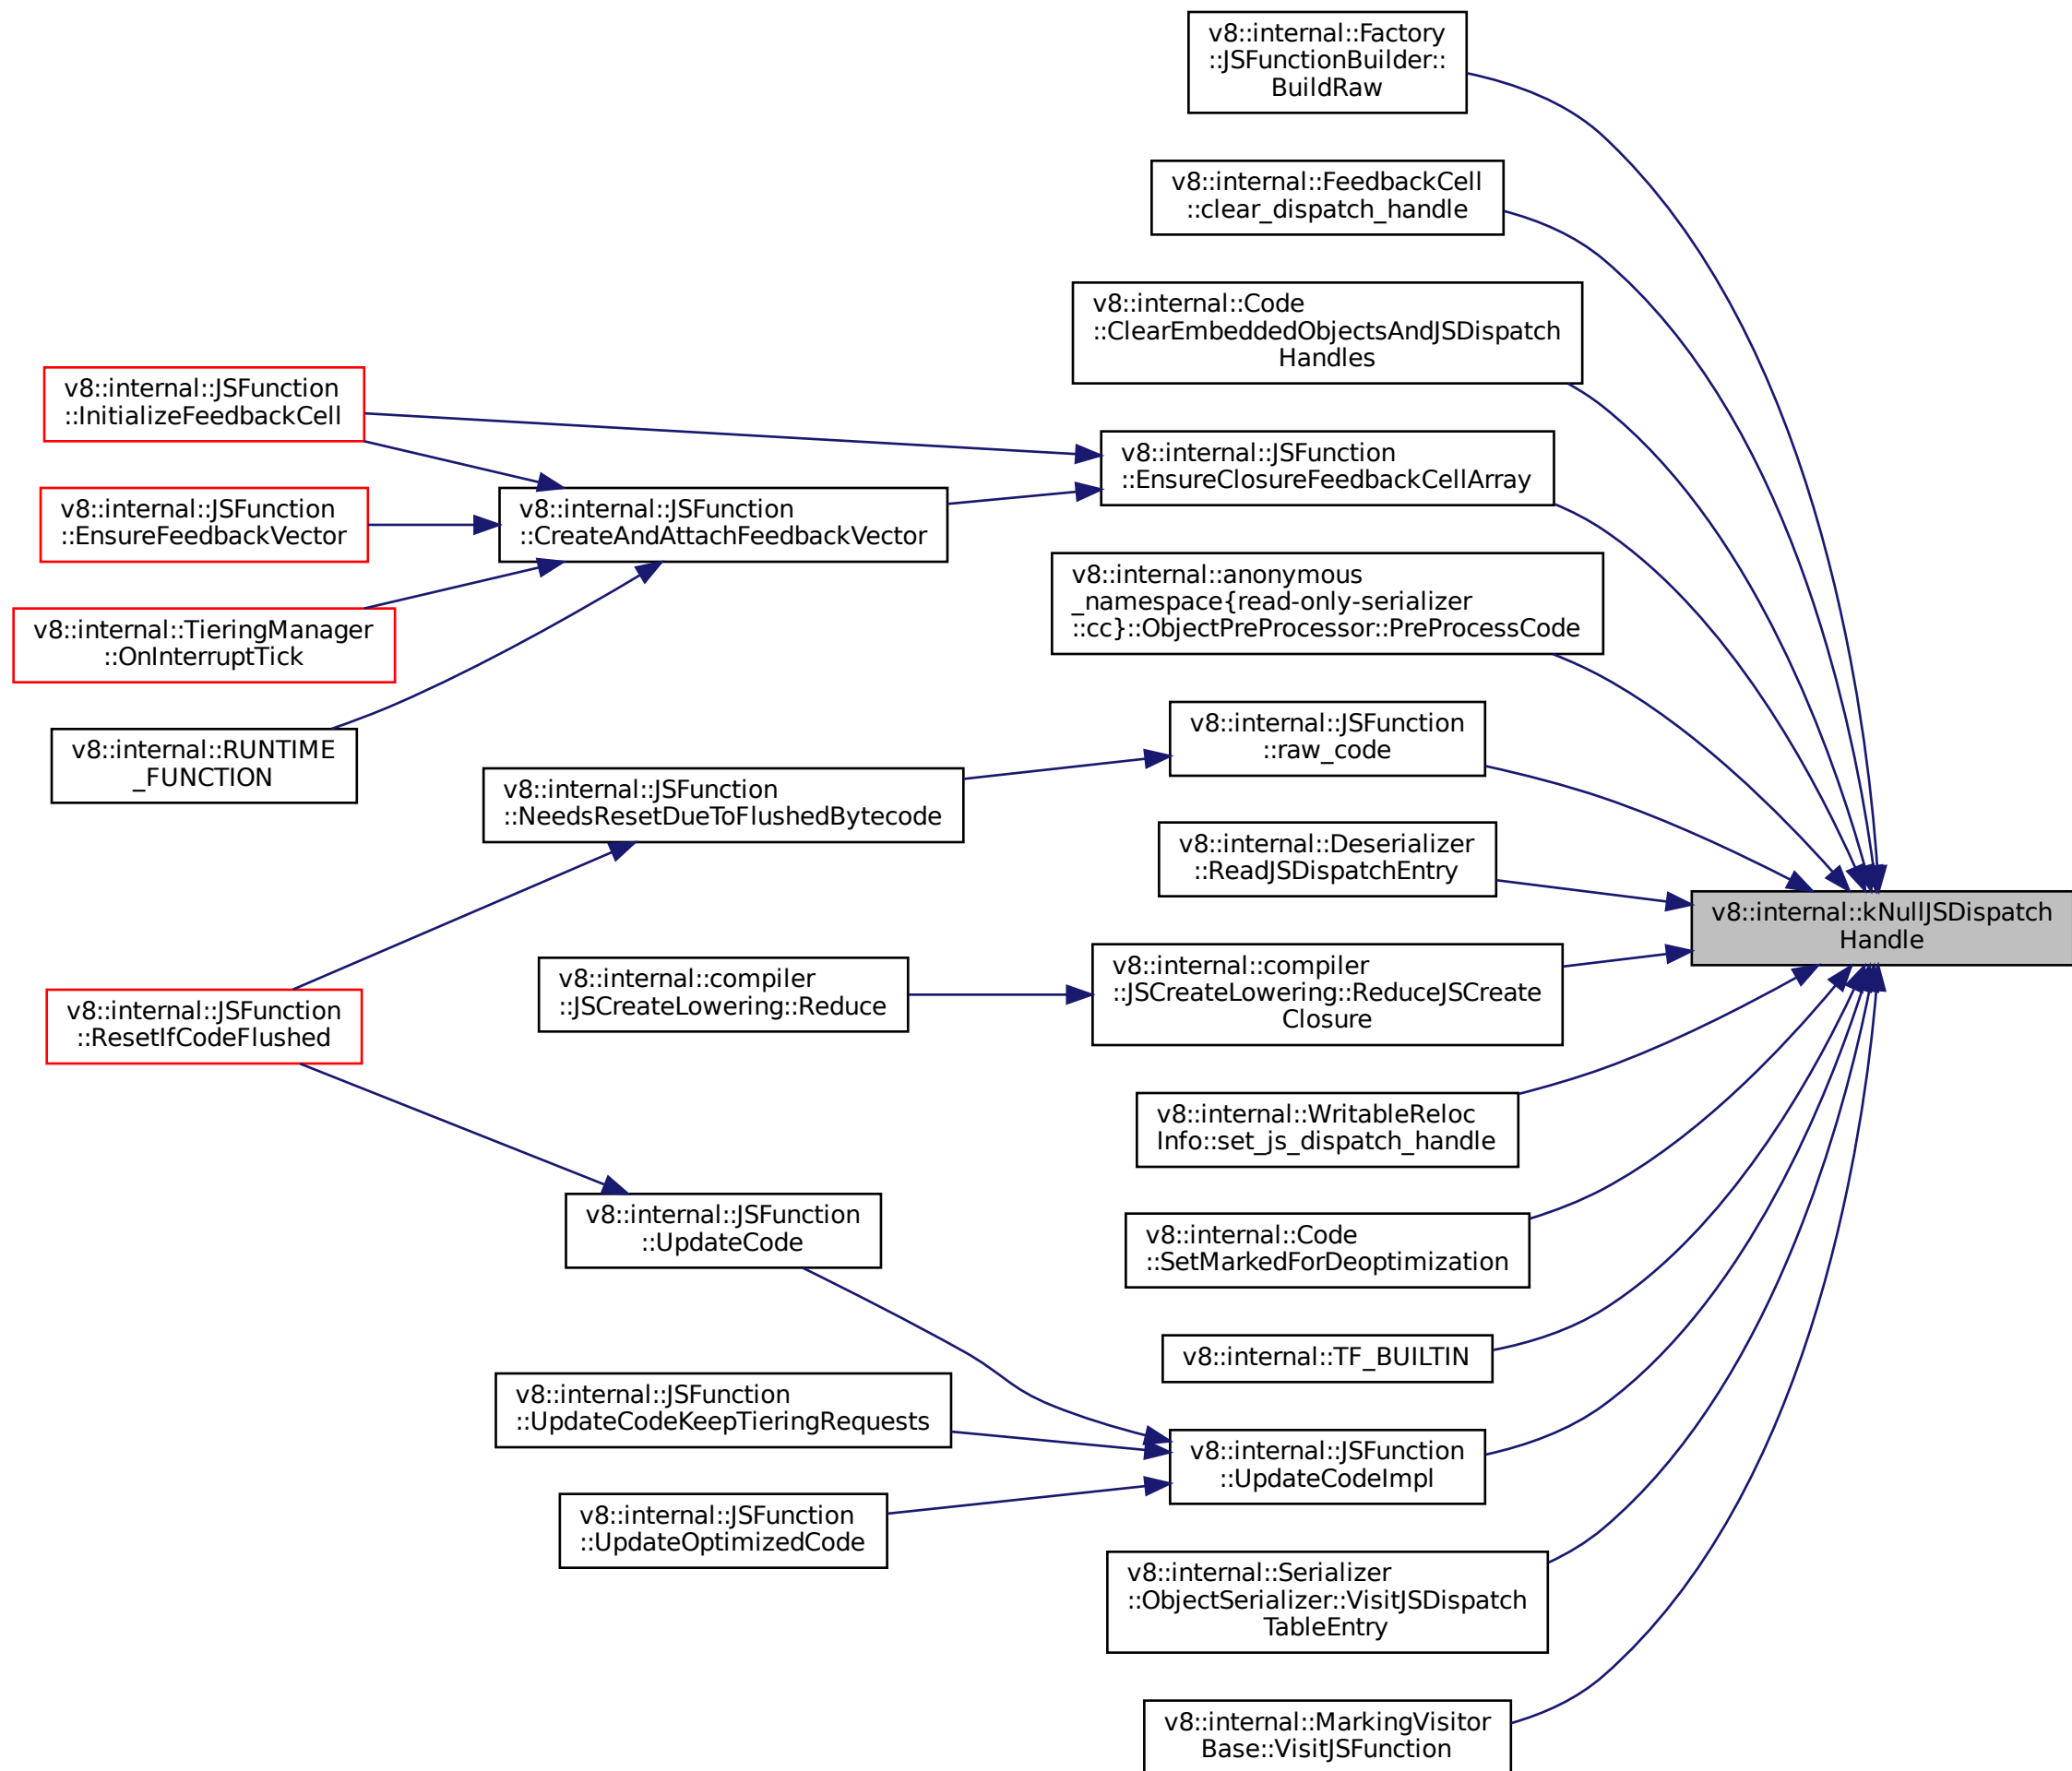 v8::internal::Factory
::JSFunctionBuilder::
BuildRaw
v8::internal::FeedbackCell
::clear_dispatch_handle
v8::internal::Code
::ClearEmbeddedObjectsAndJSDispatch
Handles
v8::internal::JSFunction
::InitializeFeedbackCell
v8::internal::JSFunction
::EnsureClosureFeedbackCellArray
v8::internal::JSFunction
::EnsureFeedbackVector
v8::internal::JSFunction
::CreateAndAttachFeedbackVector
v8::internal::anonymous
_namespace{read-only-serializer
::cc}::ObjectPreProcessor::PreProcessCode
v8::internal::TieringManager
::OnInterruptTick
v8::internal::RUNTIME
_FUNCTION
v8::internal::JSFunction
::raw_code
v8::internal::JSFunction
::NeedsResetDueToFlushedBytecode
v8::internal::Deserializer
::ReadJSDispatchEntry
v8::internal::kNullJSDispatch
Handle
v8::internal::JSFunction
::ResetIfCodeFlushed
v8::internal::compiler
::JSCreateLowering::Reduce
v8::internal::compiler
::JSCreateLowering::ReduceJSCreate
Closure
v8::internal::WritableReloc
Info::set_js_dispatch_handle
v8::internal::JSFunction
::UpdateCode
v8::internal::Code
::SetMarkedForDeoptimization
v8::internal::TF_BUILTIN
v8::internal::JSFunction
::UpdateCodeKeepTieringRequests
v8::internal::JSFunction
::UpdateCodeImpl
v8::internal::JSFunction
::UpdateOptimizedCode
v8::internal::Serializer
::ObjectSerializer::VisitJSDispatch
TableEntry
v8::internal::MarkingVisitor
Base::VisitJSFunction